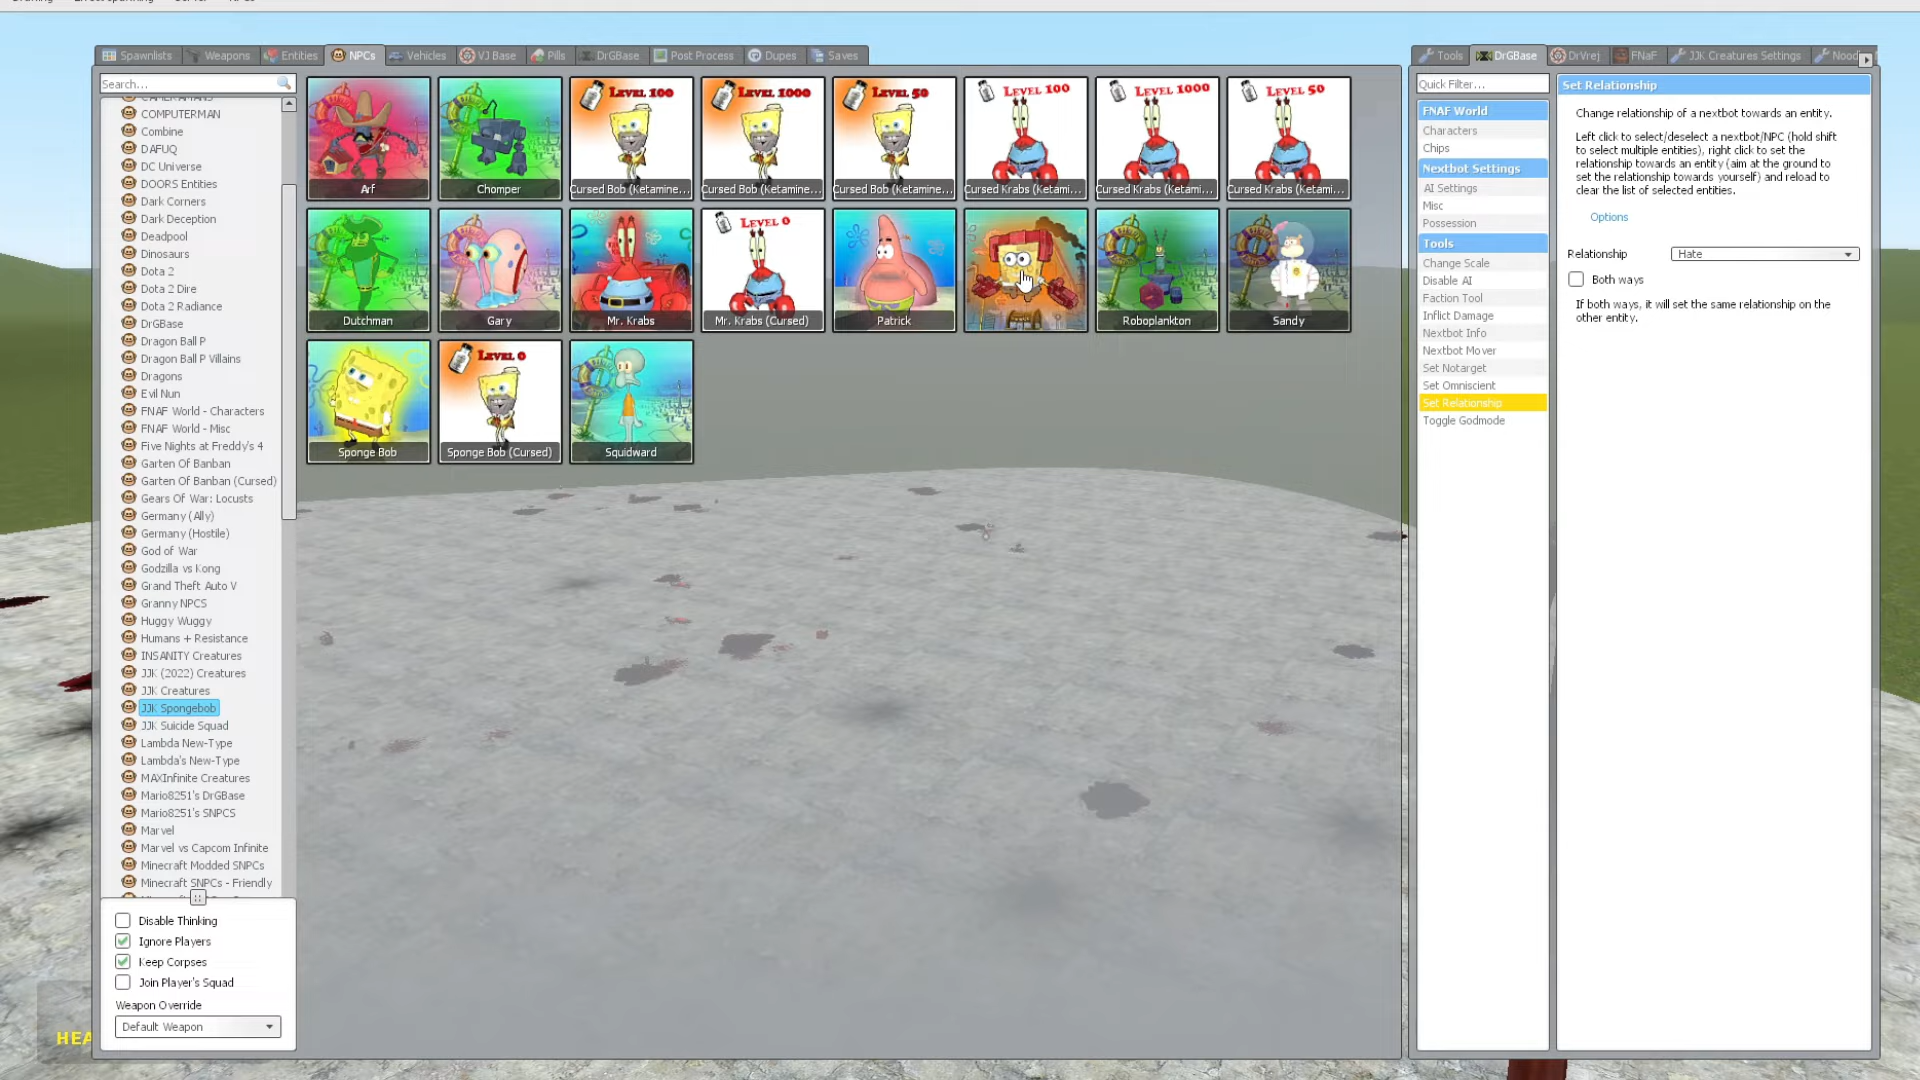 Spawnlists
Weapons
Entities
NPCs
Vehicles
VJ Base
Pills
DrGBase
Post Process
Dupes
Saves
Search...
COMPUTERMAN
Combine
DAFUQ
DC Universe
DOORS Entities
Dark Corners
Dark Deception
Deadpool
Dinosaurs
Dota 2
Dota 2 Dire
Dota 2 Radiance
DrGBase
Dragon Ball P
Dragon Ball P Villains
Dragons
Evil Nun
FNAF World - Characters
FNAF World - Misc
Five Nights at Freddy's 4
Garten Of Banban
Garten Of Banban (Cursed)
Gears Of War: Locusts
Germany (Ally)
Germany (Hostile)
God of War
Godzilla vs Kong
Grand Theft Auto V
Granny NPCS
Huggy Wuggy
Humans + Resistance
INSANITY Creatures
JJK (2022) Creatures
JJK Creatures
JJK Spongebob
JJK Suicide Squad
Lambda New-Type
Lambda's New-Type
MAXInfinite Creatures
Mario8251's DrGBase
Mario8251's SNPCS
Marvel
Marvel vs Capcom Infinite
Minecraft Modded SNPCs
Minecraft SNPCs - Friendly
Disable Thinking
Ignore Players
Keep Corpses
Join Player's Squad
Weapon Override
Default Weapon
HEA
Arf
Chomper
LEVEL 100
Cursed Bob (Ketamine...
LEVEL 1000
Cursed Bob (Ketamine...
LEVEL 50
Cursed Bob (Ketamine...
LEVEL 100
Cursed Krabs (Ketami...
LEVEL 1000
Cursed Krabs (Ketami...
LEVEL 50
Cursed Krabs (Ketami...
Dutchman
Gary
Mr. Krabs
LEVEL 0
Mr. Krabs (Cursed)
Patrick
Roboplankton
Sandy
Sponge Bob
LEVEL 0
Sponge Bob (Cursed)
Squidward
Tools
DrGBase
DrVrej
FNaF
JJK Creatures Settings
Nood
Quick Filter...
FNAF World
Characters
Chips
Nextbot Settings
AI Settings
Misc
Possession
Tools
Change Scale
Disable AI
Faction Tool
Inflict Damage
Nextbot Info
Nextbot Mover
Set Notarget
Set Omniscient
Set Relationship
Toggle Godmode
Set Relationship
Change relationship of a nextbot towards an entity.
Left click to select/deselect a nextbot/NPC (hold shift
to select multiple entities), right click to set the
relationship towards an entity (aim at the ground to
set the relationship towards yourself) and reload to
clear the list of selected entities.
Options
Relationship
Hate
Both ways
If both ways, it will set the same relationship on the
other entity.